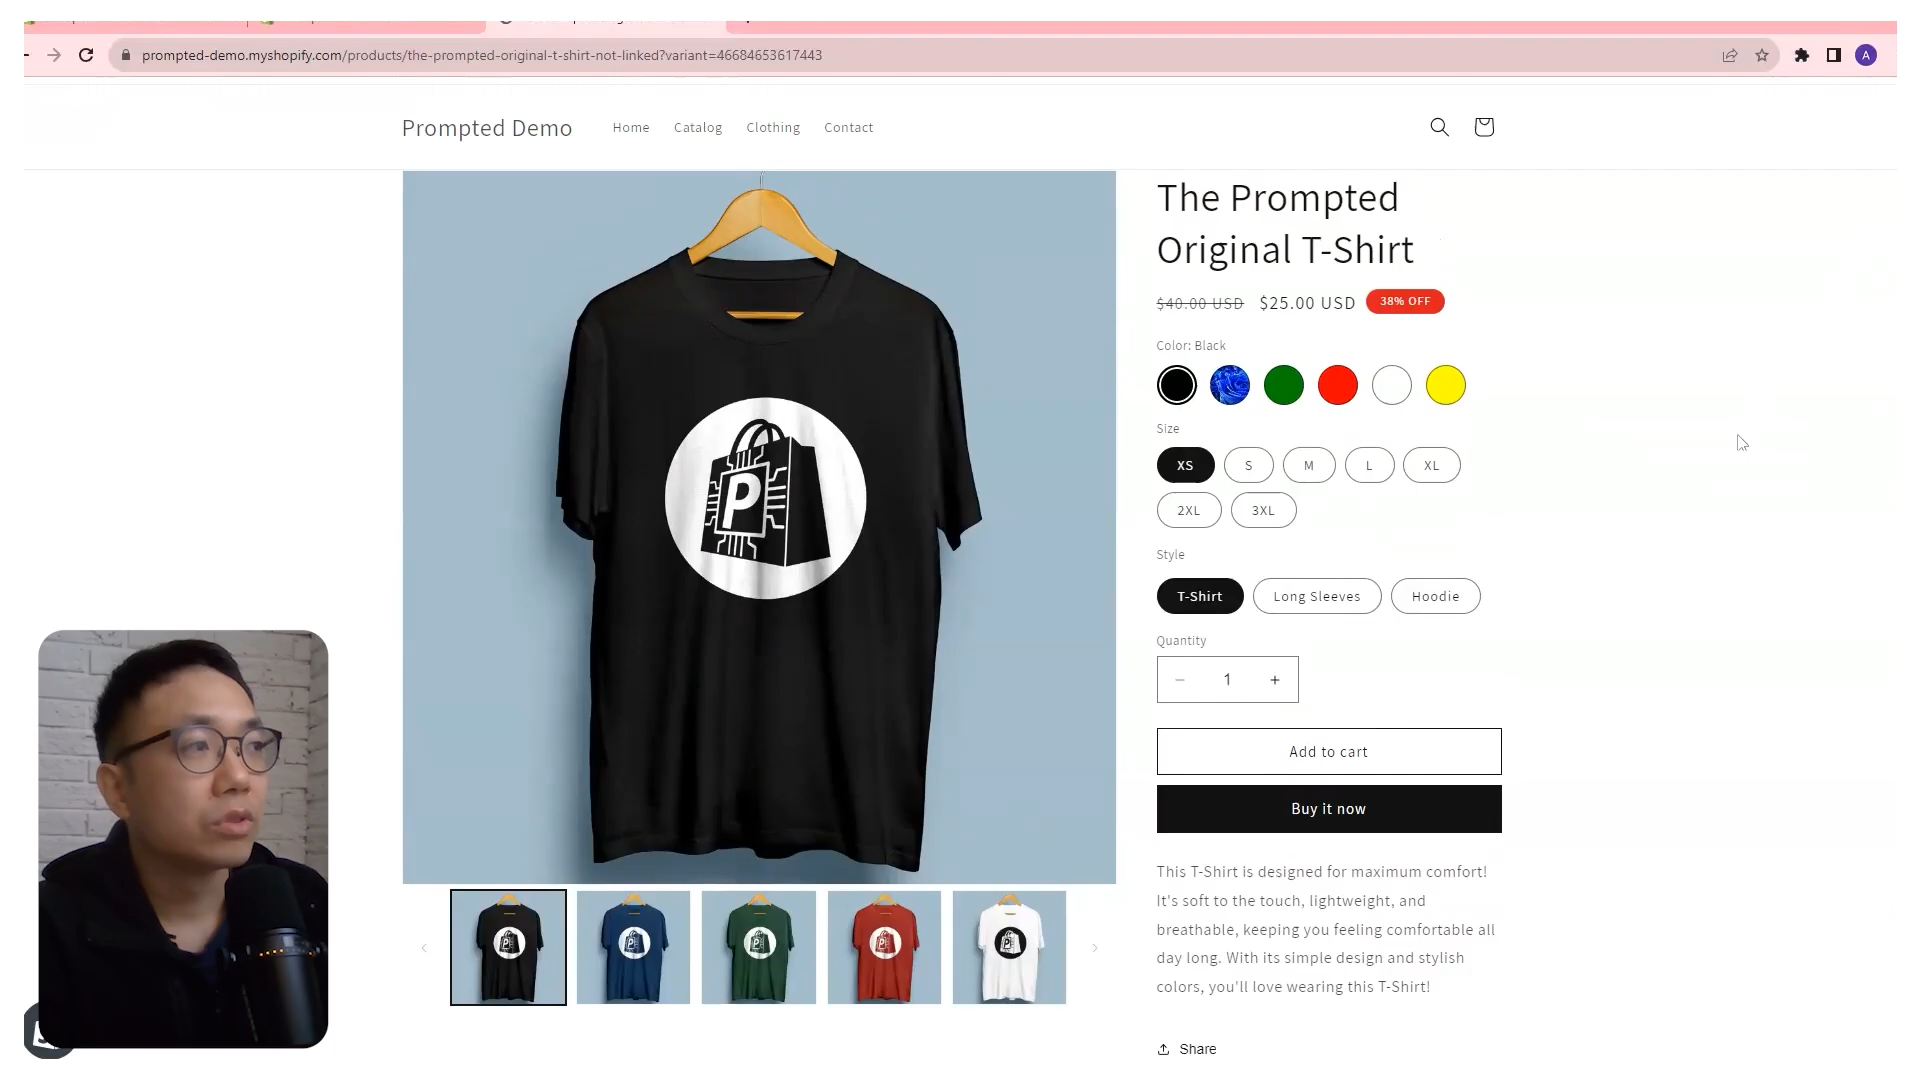 prompted-demo.myshopify.com/products/the-prompted-original-t-shirt-not-linked?variant=46684653617443
A
Prompted Demo
Home Catalog Clothing Contact
The Prompted
Original T-Shirt
$40.00 USD $25.00 USD 38% OFF
Color: Black
Size
XS S M L XL
2XL 3XL
Style
T-Shirt Long Sleeves Hoodie
Quantity
− 1 +
Add to cart
Buy it now
This T-Shirt is designed for maximum comfort!
It's soft to the touch, lightweight, and
breathable, keeping you feeling comfortable all
day long. With its simple design and stylish
colors, you'll love wearing this T-Shirt!
Share
P
P
P
P
P
P